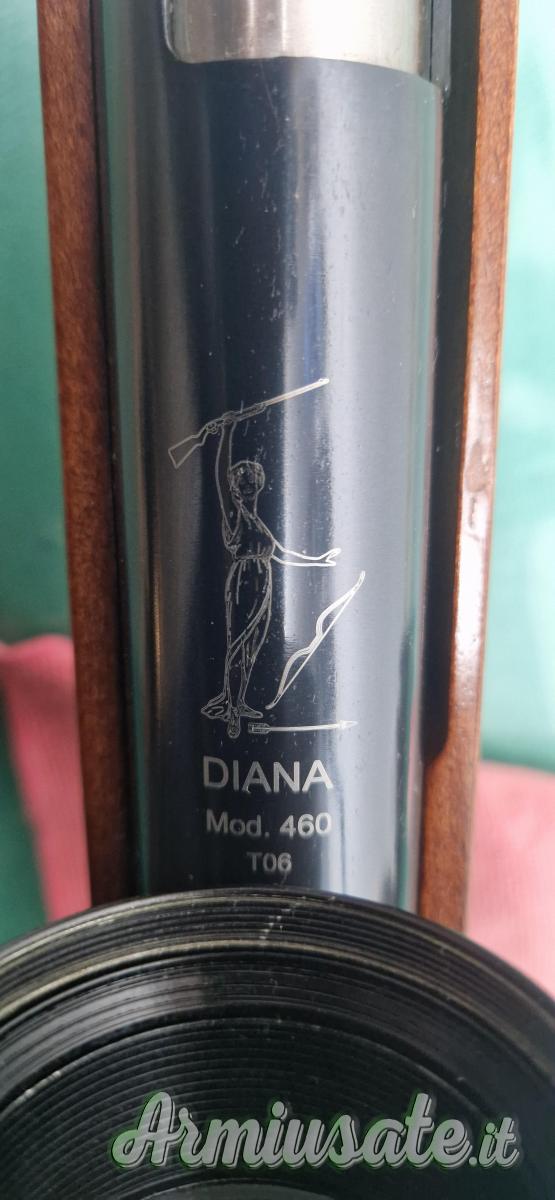 DIANA
Mod. 460
T06
Armiusate.it